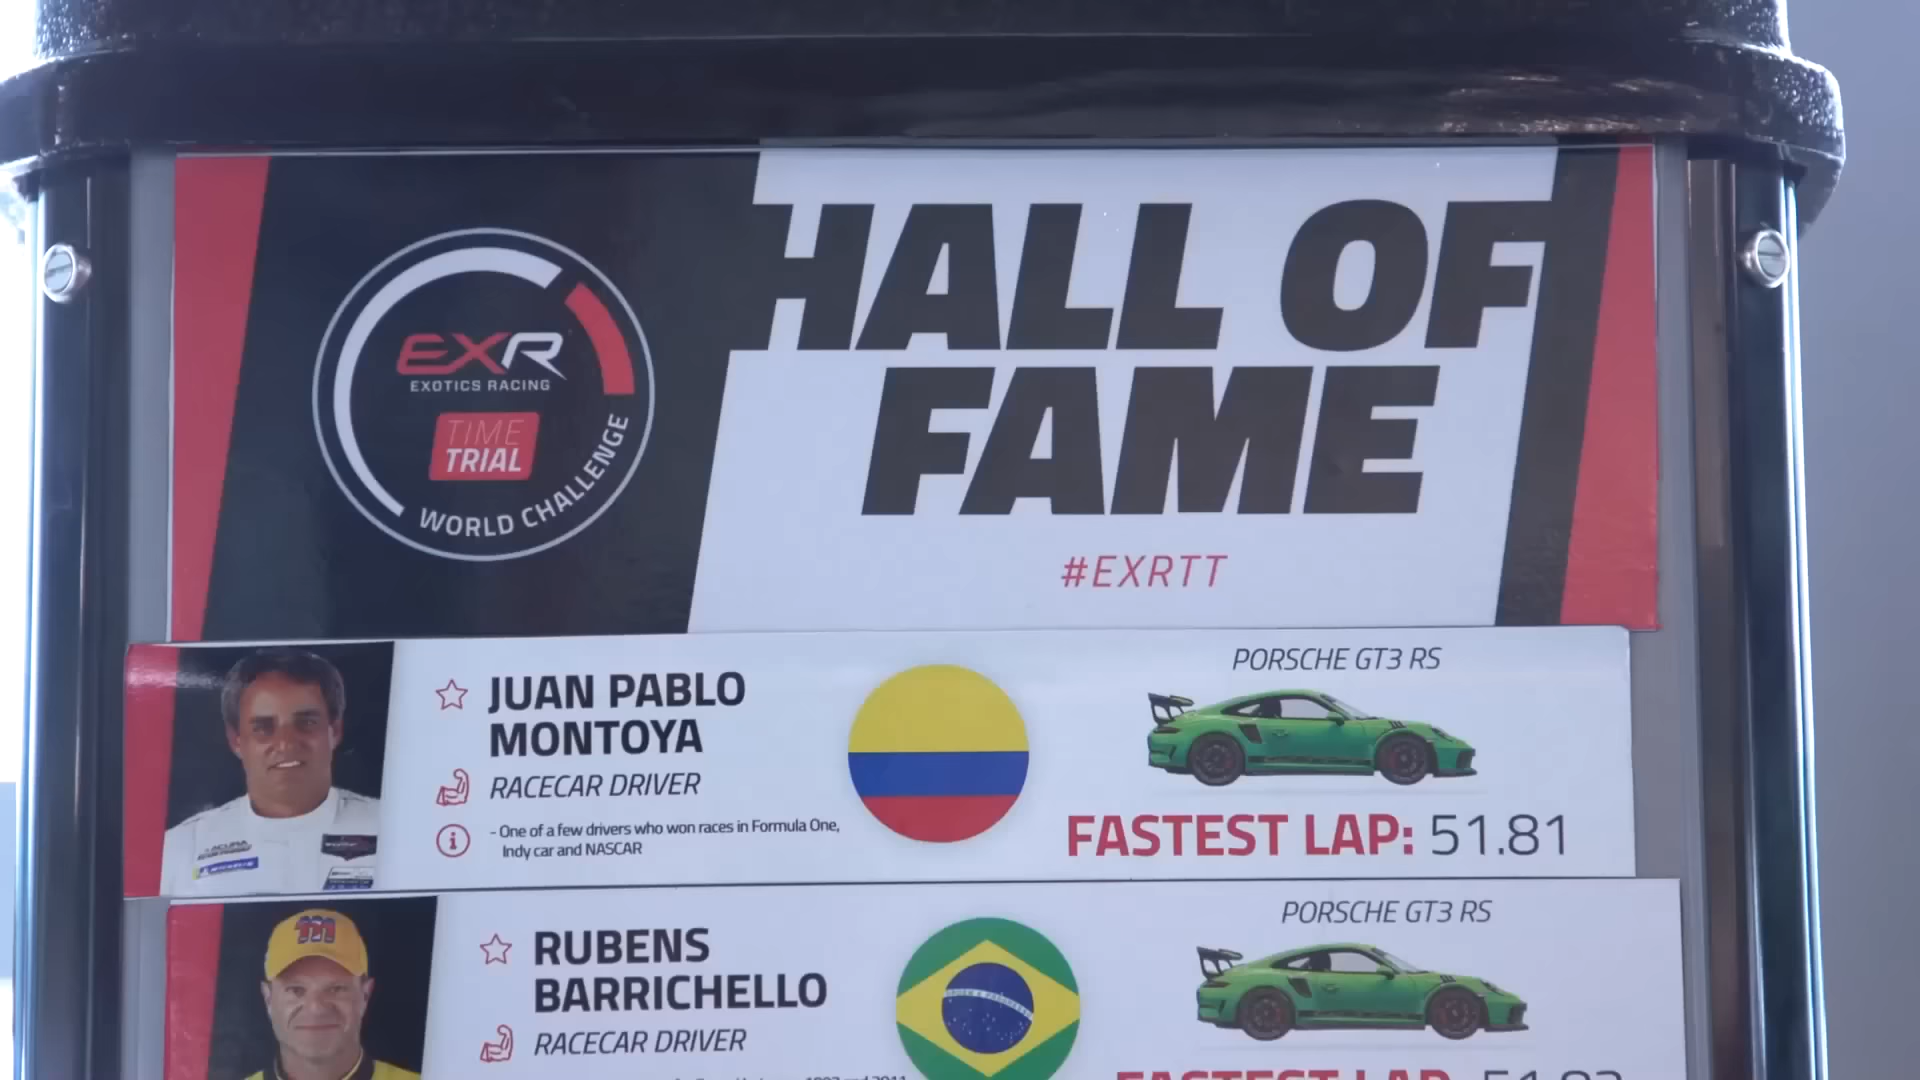 HALL OF
FAME
#EXRTT
EXR
EXOTICS RACING
TIME
TRIAL
WORLD CHALLENGE
JUAN PABLO
MONTOYA
RACECAR DRIVER
- One of a few drivers who won races in Formula One,
Indy car and NASCAR
PORSCHE GT3 RS
FASTEST LAP: 51.81
ACURA
RUBENS
BARRICHELLO
RACECAR DRIVER
PORSCHE GT3 RS
FASTEST LAP: